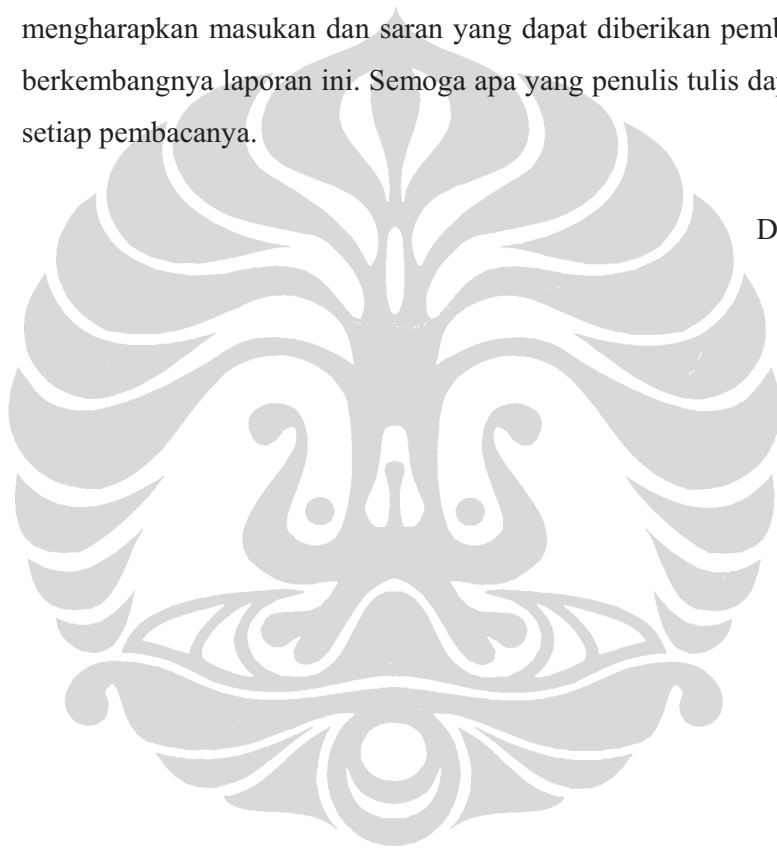 mengharapkan masukan dan saran yang dapat diberikan pemb
berkembangnya laporan ini. Semoga apa yang penulis tulis da
setiap pembacanya.
D